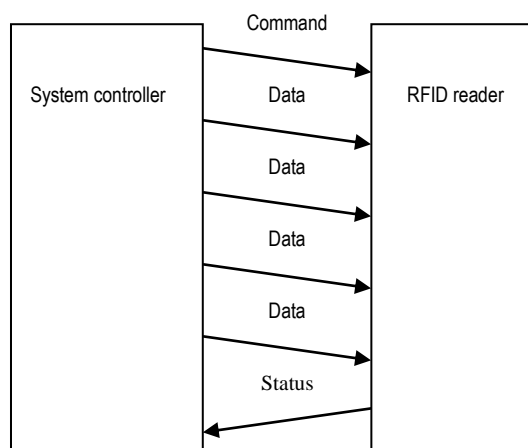 Command
System controller
Data
RFID reader
Data
Data
Data
Status